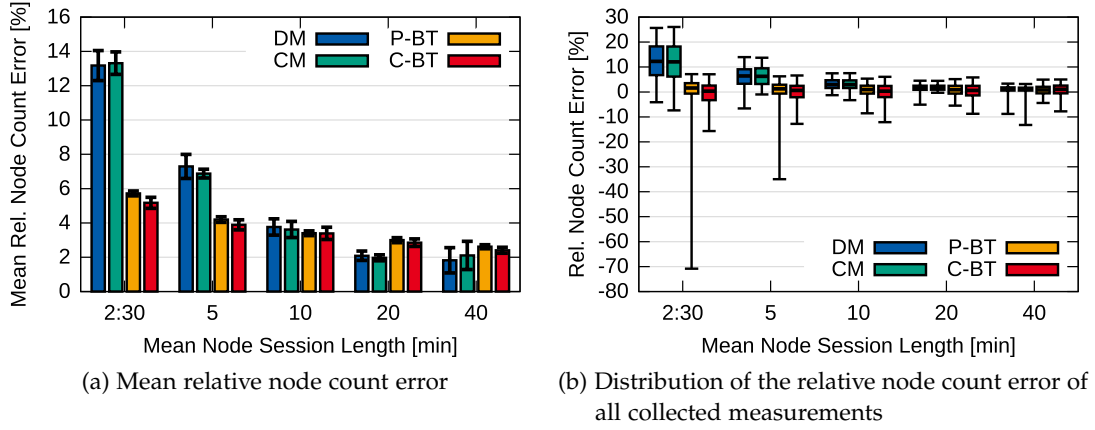 Mean Rel. Node Count Error [%]
16
14
12
10
8
6
4
2
0
DM
P-BT
CM
C-BT
2:30 5 10 20 40
Mean Node Session Length [min]
(a) Mean relative node count error
Rel. Node Count Error [%]
30
20
10
0
-10
-20
-30
-40
-50
-60
-70
-80
DM
P-BT
CM
C-BT
2:30 5 10 20 40
Mean Node Session Length [min]
(b) Distribution of the relative node count error of
all collected measurements